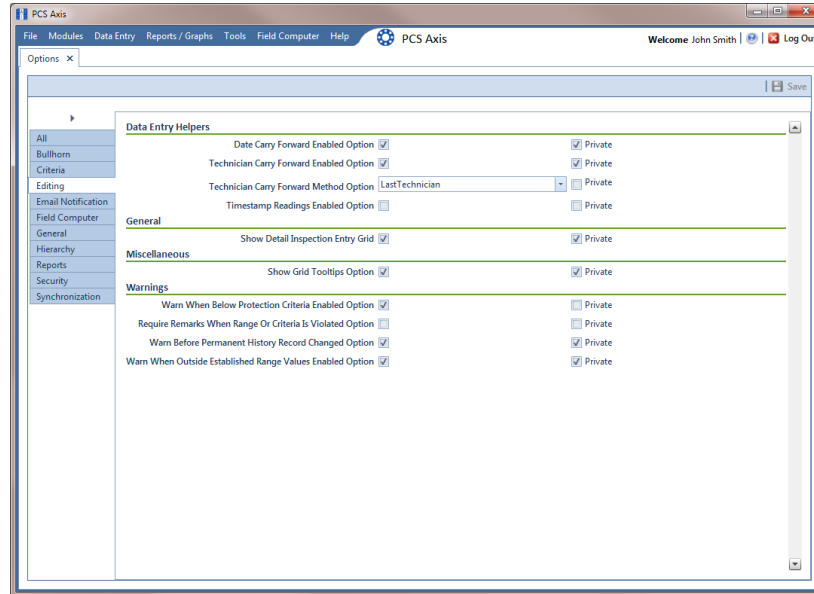 PCS Axis
File Modules Data Entry Reports / Graphs Tools Field Computer Help PCS Axis Welcome John Smith Log Ou
Options
Save
Data Entry Helpers
All
Bullhorn
Criteria
Editing
Email Notification
Field Computer
General
Hierarchy
Reports
Security
Synchronization
Date Carry Forward Enabled Option Private
Technician Carry Forward Enabled Option Private
Technician Carry Forward Method Option LastTechnician Private
Timestamp Readings Enabled Option Private
General
Show Detail Inspection Entry Grid Private
Miscellaneous
Show Grid Tooltips Option Private
Warnings
Warn When Below Protection Criteria Enabled Option Private
Require Remarks When Range Or Criteria Is Violated Option Private
Warn Before Permanent History Record Changed Option Private
Warn When Outside Established Range Values Enabled Option Private